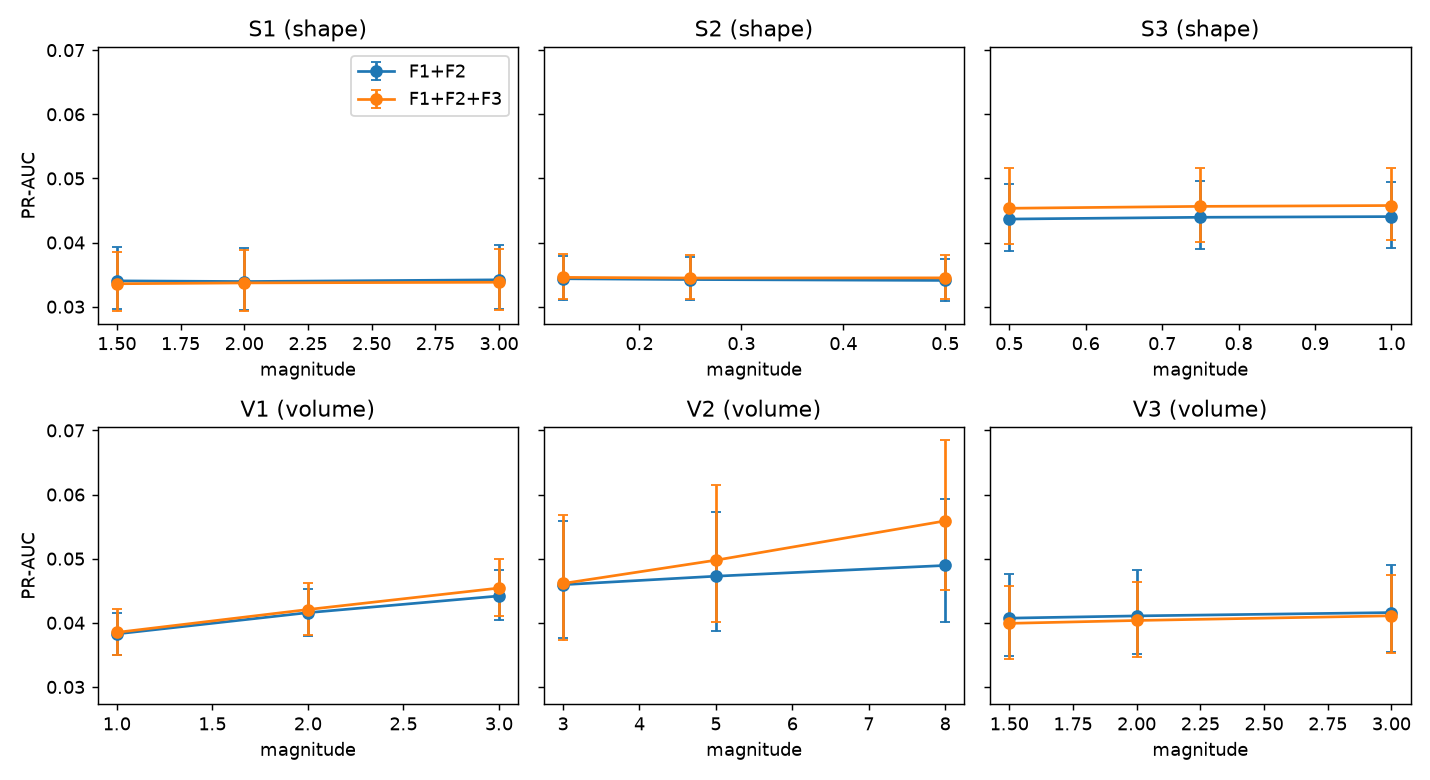 S1 (shape)
S2 (shape)
S3 (shape)
0.07
0.06
0.05
0.04
0.03
PR-AUC
F1+F2
F1+F2+F3
1.50 1.75 2.00 2.25 2.50 2.75 3.00
magnitude
0.2 0.3 0.4 0.5
magnitude
0.5 0.6 0.7 0.8 0.9 1.0
magnitude
V1 (volume)
V2 (volume)
V3 (volume)
0.07
0.06
0.05
0.04
0.03
PR-AUC
1.0 1.5 2.0 2.5 3.0
magnitude
3 4 5 6 7 8
magnitude
1.50 1.75 2.00 2.25 2.50 2.75 3.00
magnitude